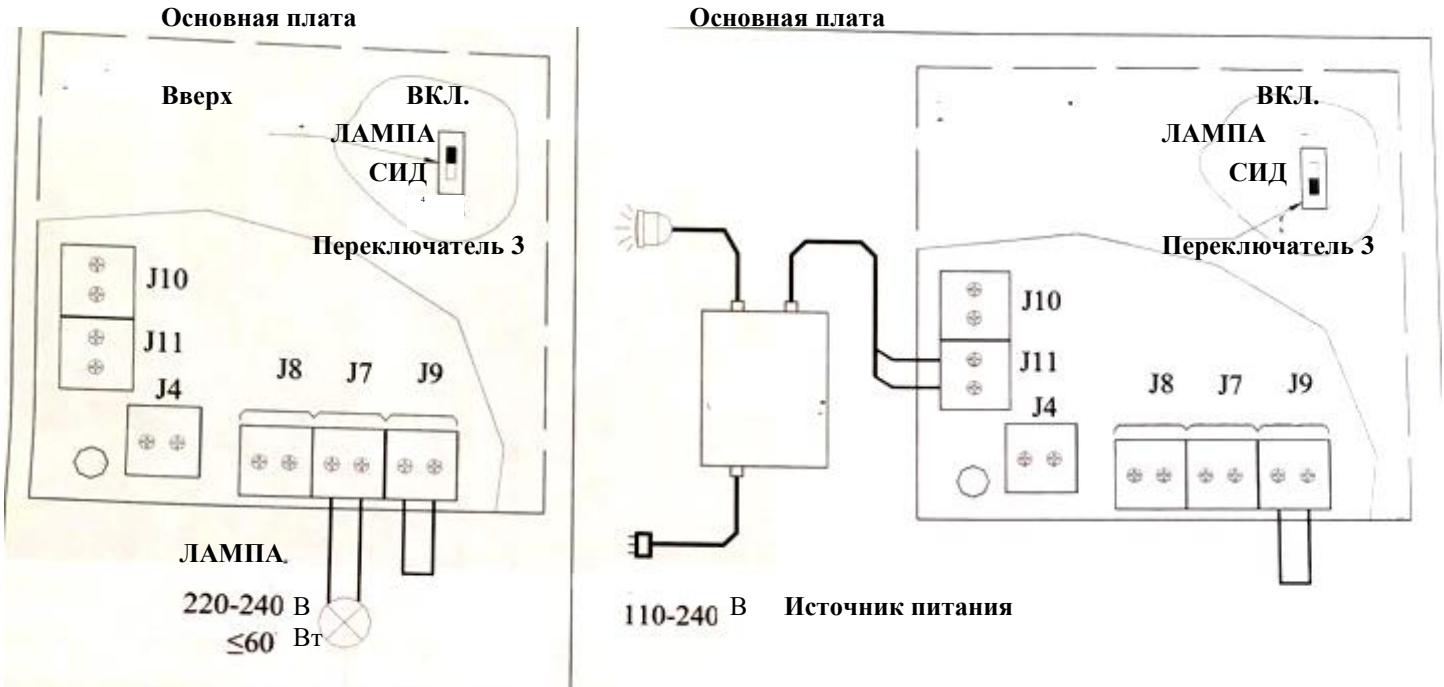 Основная плата
Вверх
ВКЛ.
ЛАМПА
СИД
4
Переключатель 3
J10
J11
J4
J8 J7 J9
ЛАМПА
220-240 В
≤60 Вт
Основная плата
ВКЛ.
ЛАМПА
СИД
Переключатель 3
J10
J11
J4
J8 J7 J9
110-240 В Источник питания